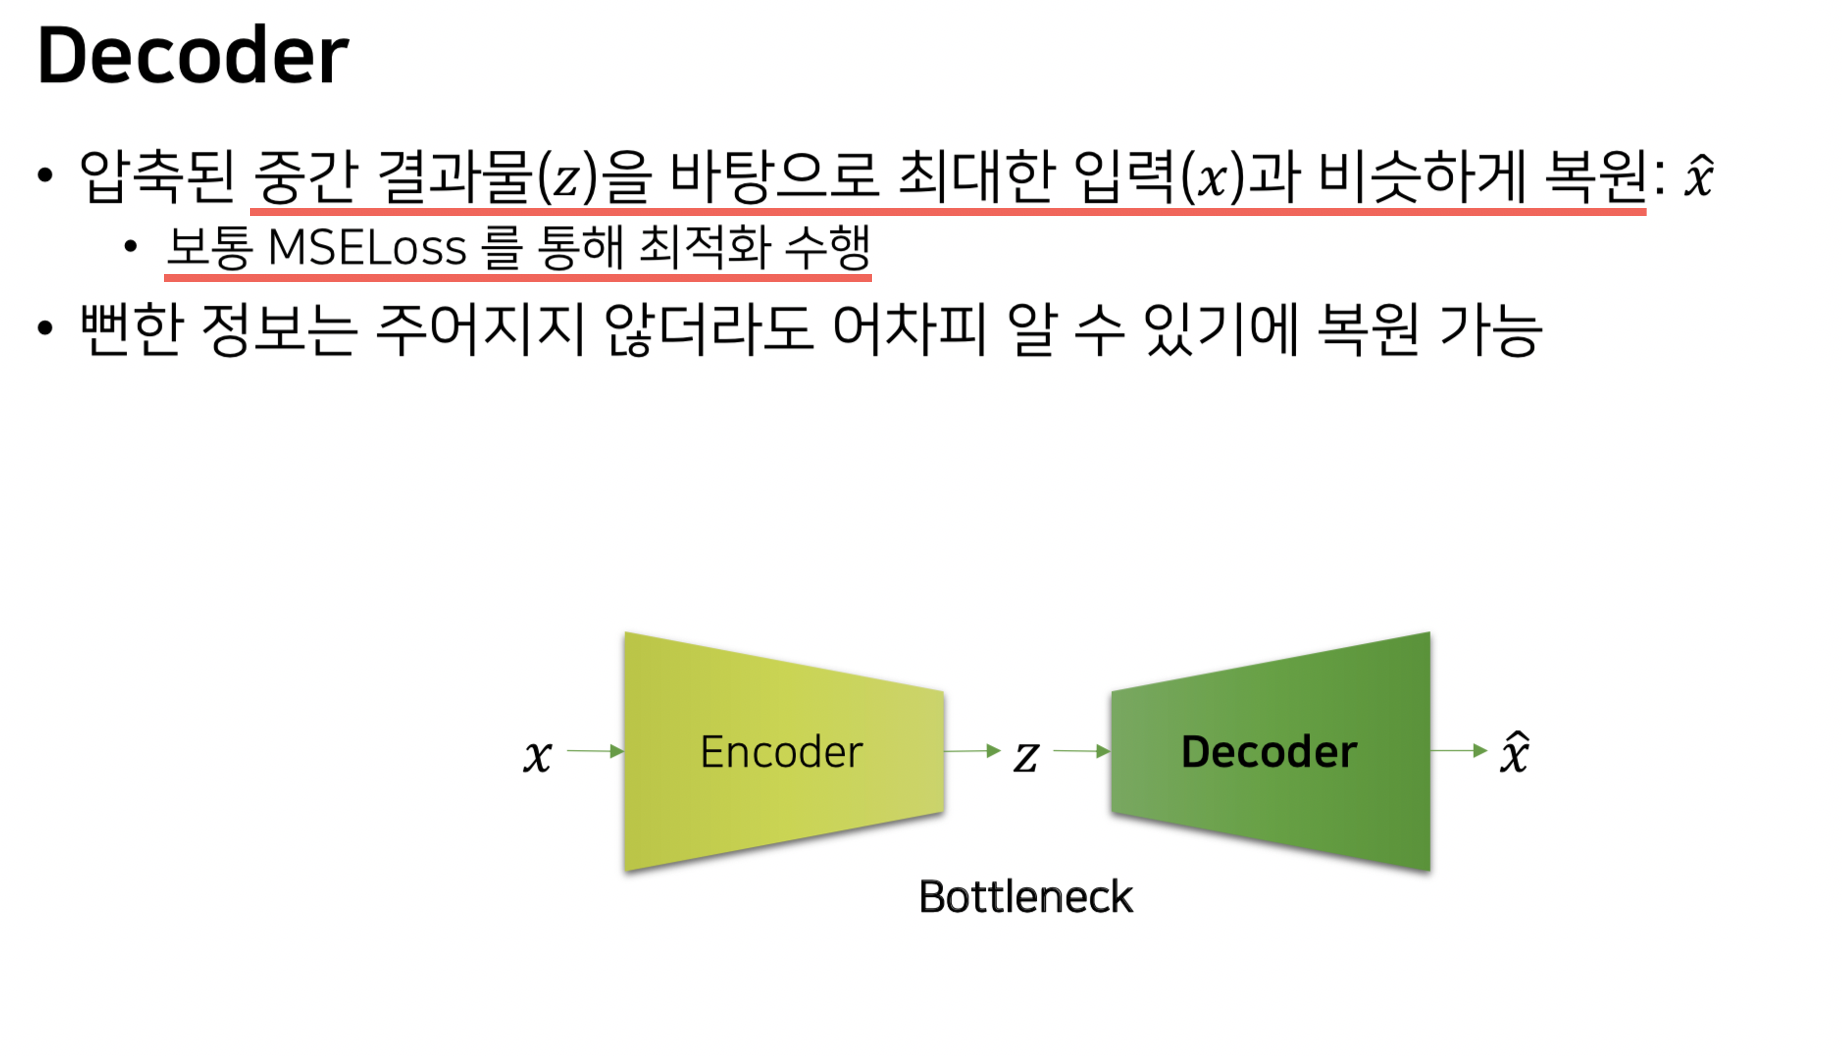 Decoder
• 압축된 중간 결과물(z)을 바탕으로 최대한 입력(x)과 비슷하게 복원: x̂
• 보통 MSELoss 를 통해 최적화 수행
• 뻔한 정보는 주어지지 않더라도 어차피 알 수 있기에 복원 가능
x Encoder z Decoder x̂
Bottleneck